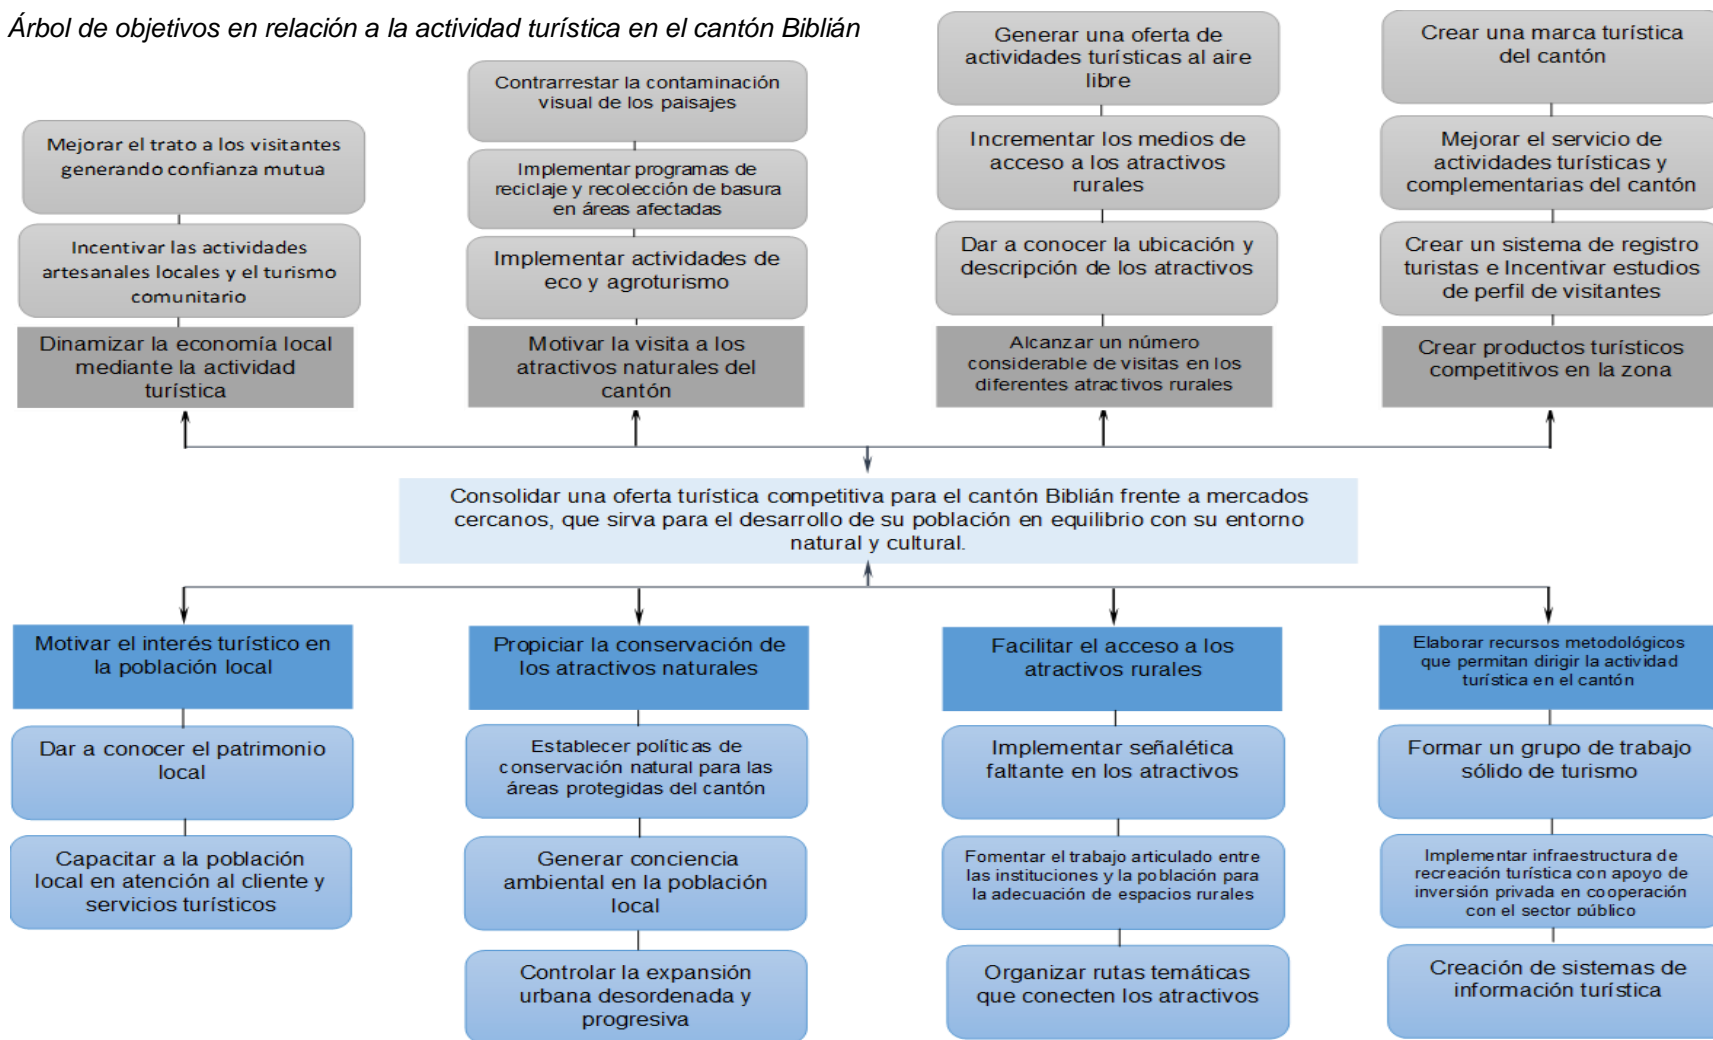 Árbol de objetivos en relación a la actividad turística en el cantón Biblián
Mejorar el trato a los visitantes
generando confianza mutua
Incentivar las actividades
artesanales locales y el turismo
comunitario
Dinamizar la economía local
mediante la actividad
turística
Contrarrestar la contaminación
visual de los paisajes
Implementar programas de
reciclaje y recolección de basura
en áreas afectadas
Implementar actividades de
eco y agroturismo
Motivar la visita a los
atractivos naturales del
cantón
Generar una oferta de
actividades turísticas al aire
libre
Incrementar los medios de
acceso a los atractivos
rurales
Dar a conocer la ubicación y
descripción de los atractivos
Alcanzar un número
considerable de visitas en los
diferentes atractivos rurales
Crear una marca turística
del cantón
Mejorar el servicio de
actividades turísticas y
complementarias del cantón
Crear un sistema de registro
turistas e Incentivar estudios
de perfil de visitantes
Crear productos turísticos
competitivos en la zona
Consolidar una oferta turística competitiva para el cantón Biblián frente a mercados
cercanos, que sirva para el desarrollo de su población en equilibrio con su entorno
natural y cultural.
Motivar el interés turístico en
la población local
Dar a conocer el patrimonio
local
Capacitar a la población
local en atención al cliente y
servicios turísticos
Propiciar la conservación de
los atractivos naturales
Establecer políticas de
conservación natural para las
áreas protegidas del cantón
Generar conciencia
ambiental en la población
local
Controlar la expansión
urbana desordenada y
progresiva
Facilitar el acceso a los
atractivos rurales
Implementar señalética
faltante en los atractivos
Fomentar el trabajo articulado entre
las instituciones y la población para
la adecuación de espacios rurales
Organizar rutas temáticas
que conecten los atractivos
Elaborar recursos metodológicos
que permitan dirigir la actividad
turística en el cantón
Formar un grupo de trabajo
sólido de turismo
Implementar infraestructura de
recreación turística con apoyo de
inversión privada en cooperación
con el sector público
Creación de sistemas de
información turística